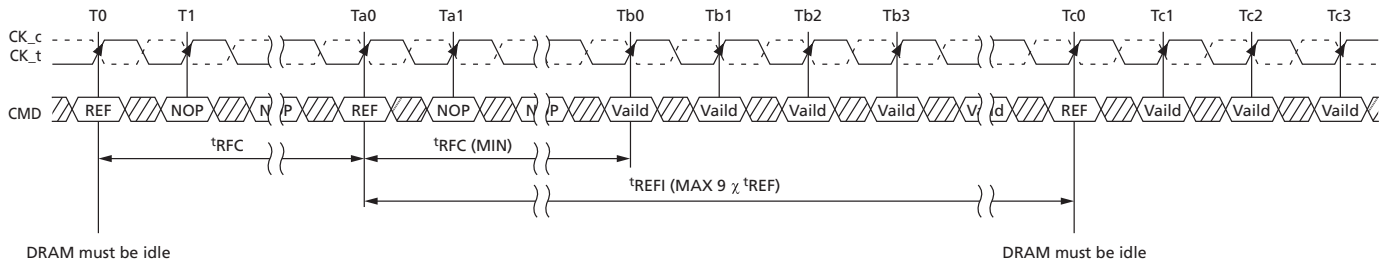 T0 T1 Ta0 Ta1 Tb0 Tb1 Tb2 Tb3 Tc0 Tc1 Tc2 Tc3
CK_c
CK_t
CMD REF NOP N P REF NOP N P Vaild Vaild Vaild Vaild Va ld REF Vaild Vaild Vaild
tRFC tRFC (MIN)
tREFI (MAX 9 χ tREF)
DRAM must be idle DRAM must be idle